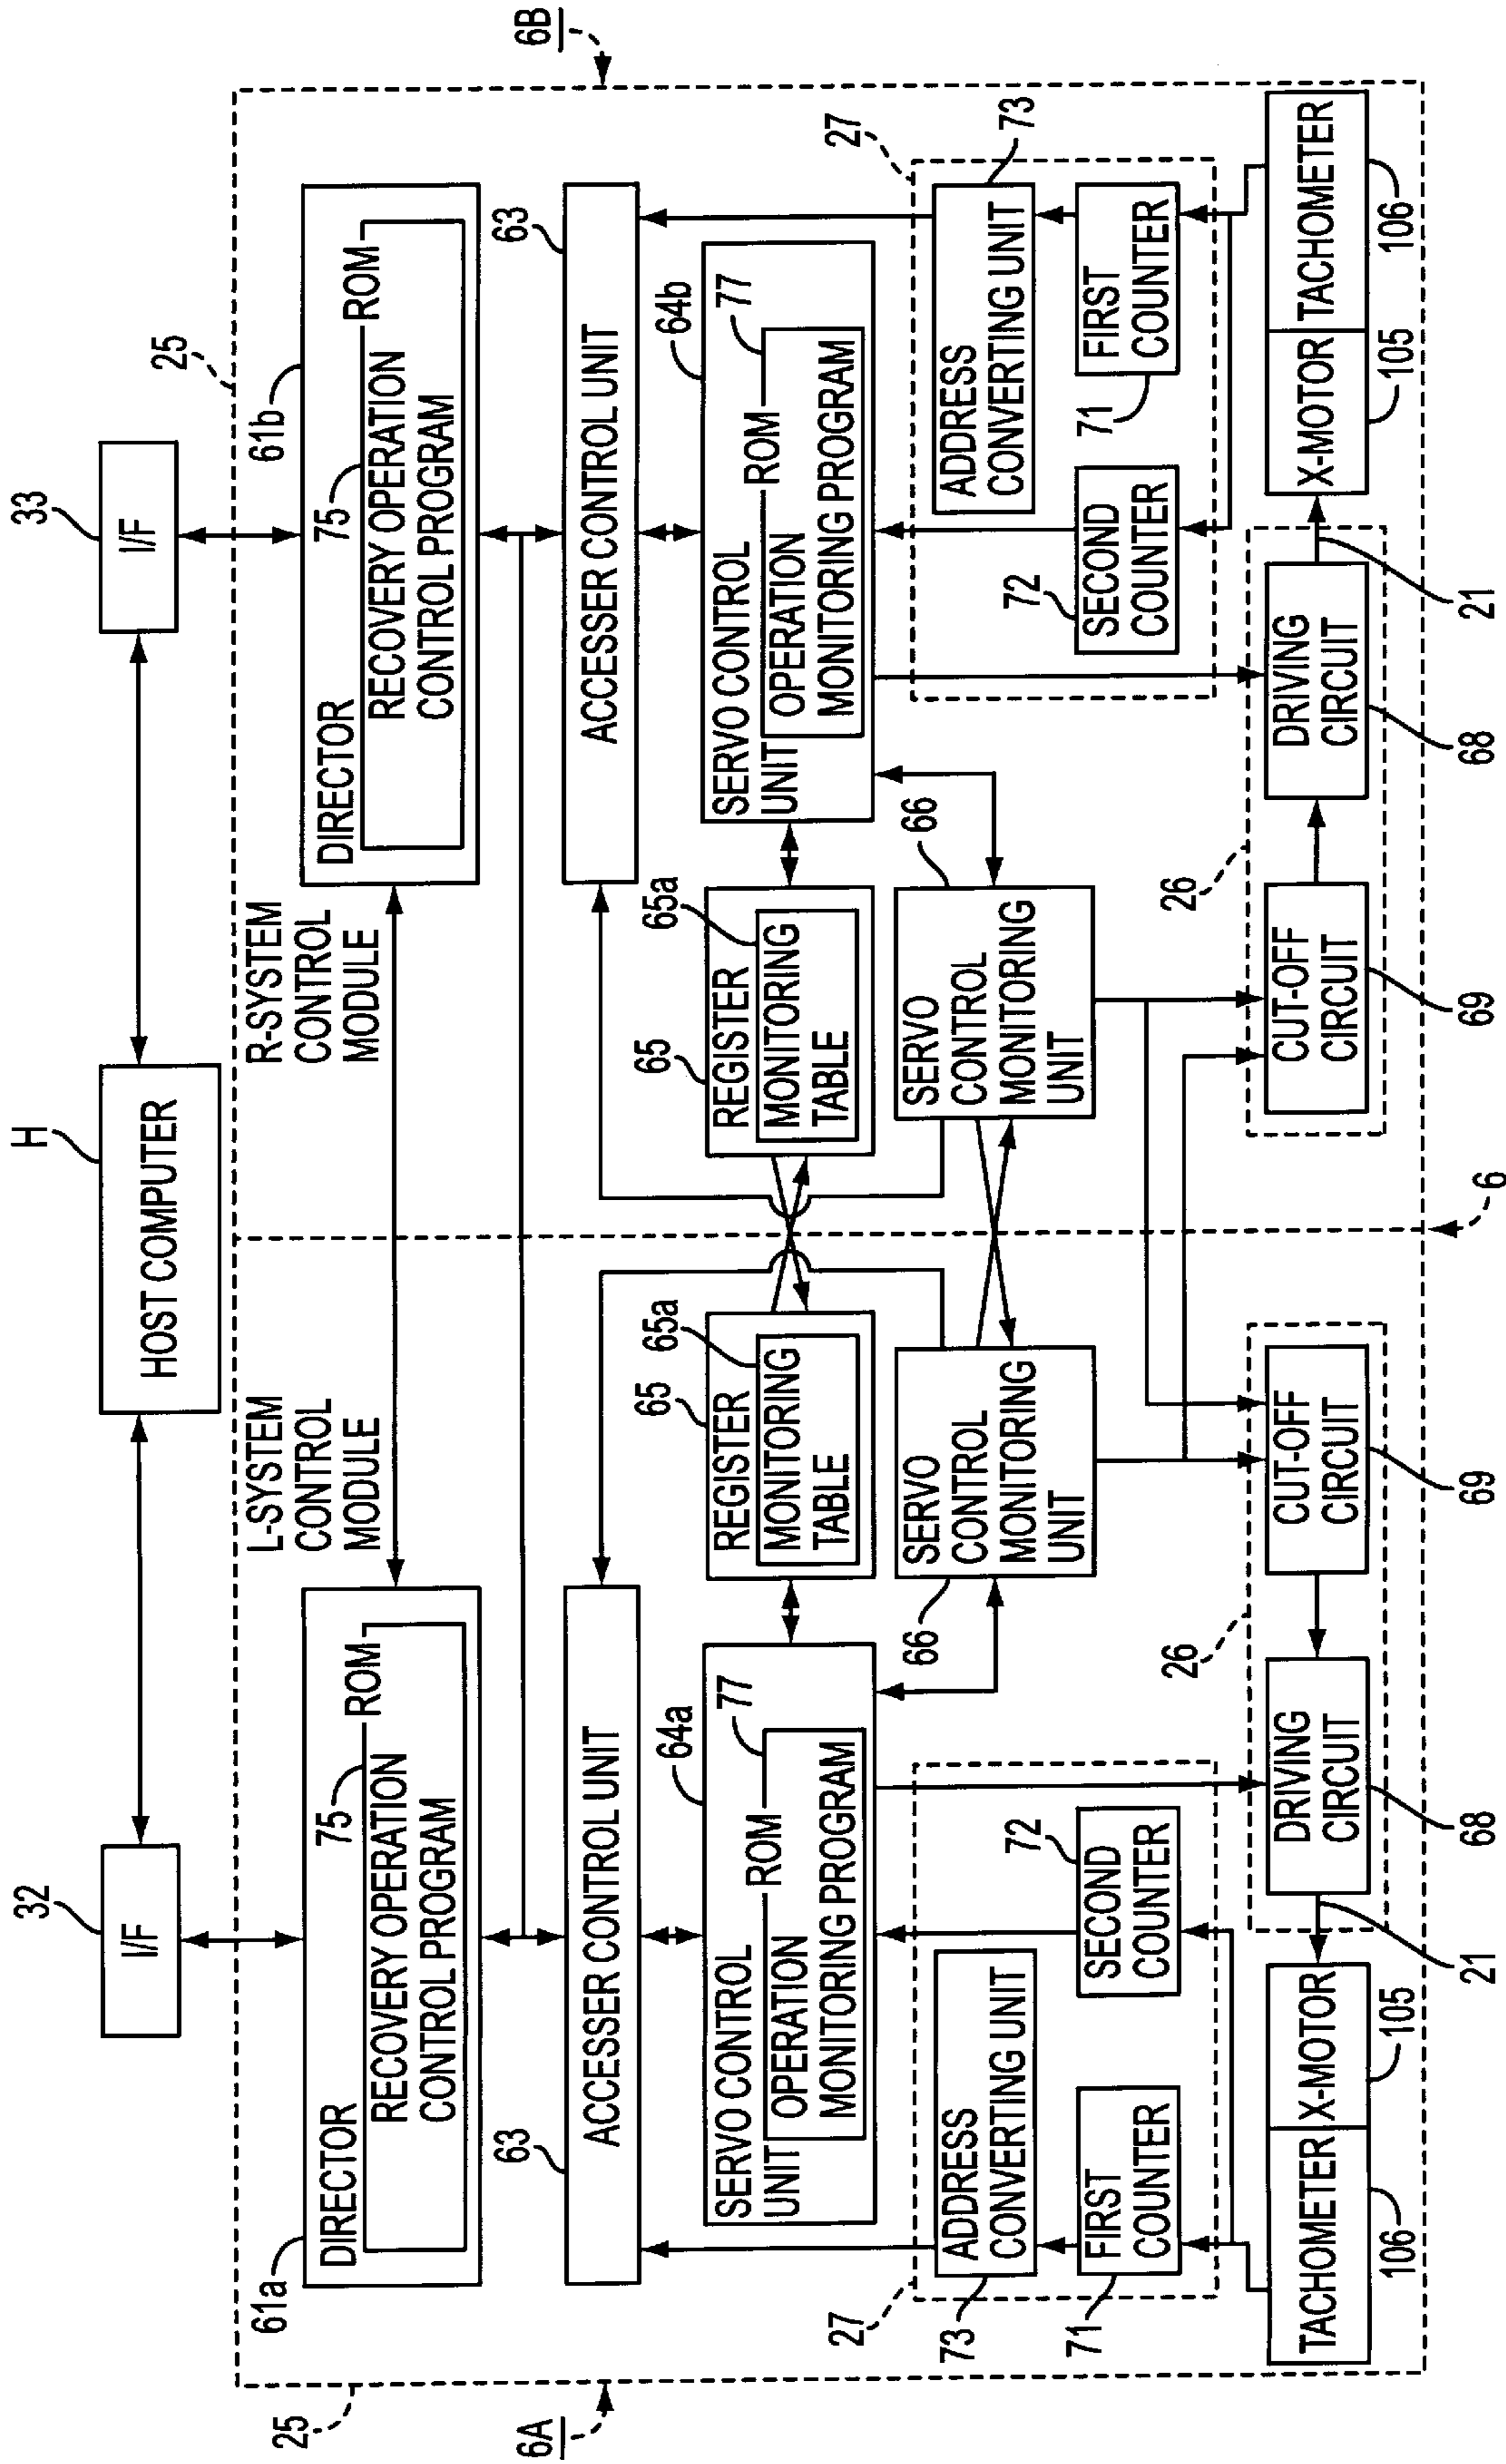 H
HOST COMPUTER
32
I/F
33
I/F
25
25
6A
6B
6
L-SYSTEM
CONTROL
MODULE
R-SYSTEM
CONTROL
MODULE
61a
DIRECTOR
75
ROM
RECOVERY OPERATION
CONTROL PROGRAM
61b
DIRECTOR
75
ROM
RECOVERY OPERATION
CONTROL PROGRAM
63
ACCESSER CONTROL UNIT
63
ACCESSER CONTROL UNIT
64a
SERVO CONTROL
UNIT
77
ROM
OPERATION
MONITORING PROGRAM
65
REGISTER
65a
MONITORING
TABLE
65
REGISTER
65a
MONITORING
TABLE
64b
SERVO CONTROL
UNIT
77
ROM
OPERATION
MONITORING PROGRAM
66
SERVO
CONTROL
MONITORING
UNIT
66
SERVO
CONTROL
MONITORING
UNIT
27
73
ADDRESS
CONVERTING UNIT
71
FIRST
COUNTER
72
SECOND
COUNTER
27
73
ADDRESS
CONVERTING UNIT
72
SECOND
COUNTER
71
FIRST
COUNTER
26
TACHOMETER
106
X-MOTOR
105
21
DRIVING
CIRCUIT
68
CUT-OFF
CIRCUIT
69
26
CUT-OFF
CIRCUIT
69
DRIVING
CIRCUIT
68
21
X-MOTOR
105
TACHOMETER
106